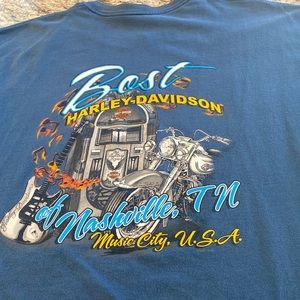 Bost
HARLEY-DAVIDSON
of Nashville, TN
Music City, U.S.A.